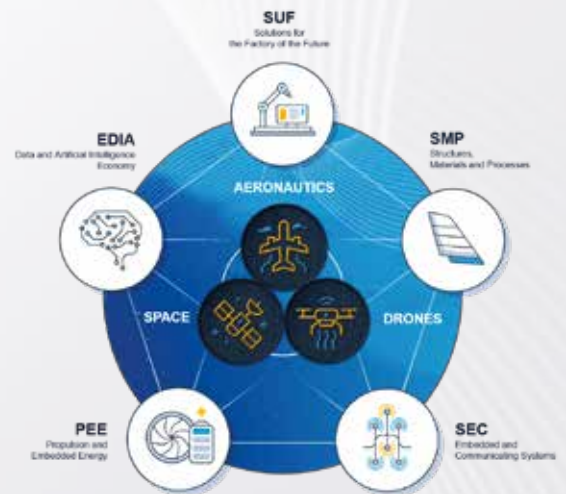 SUF
Solutions for
the Factory of the Future
EDIA
Data and Artificial Intelligence
Economy
SMP
Structures,
Materials and Processes
AERONAUTICS
SPACE
DRONES
PEE
Propulsion and
Embedded Energy
SEC
Embedded and
Communicating Systems